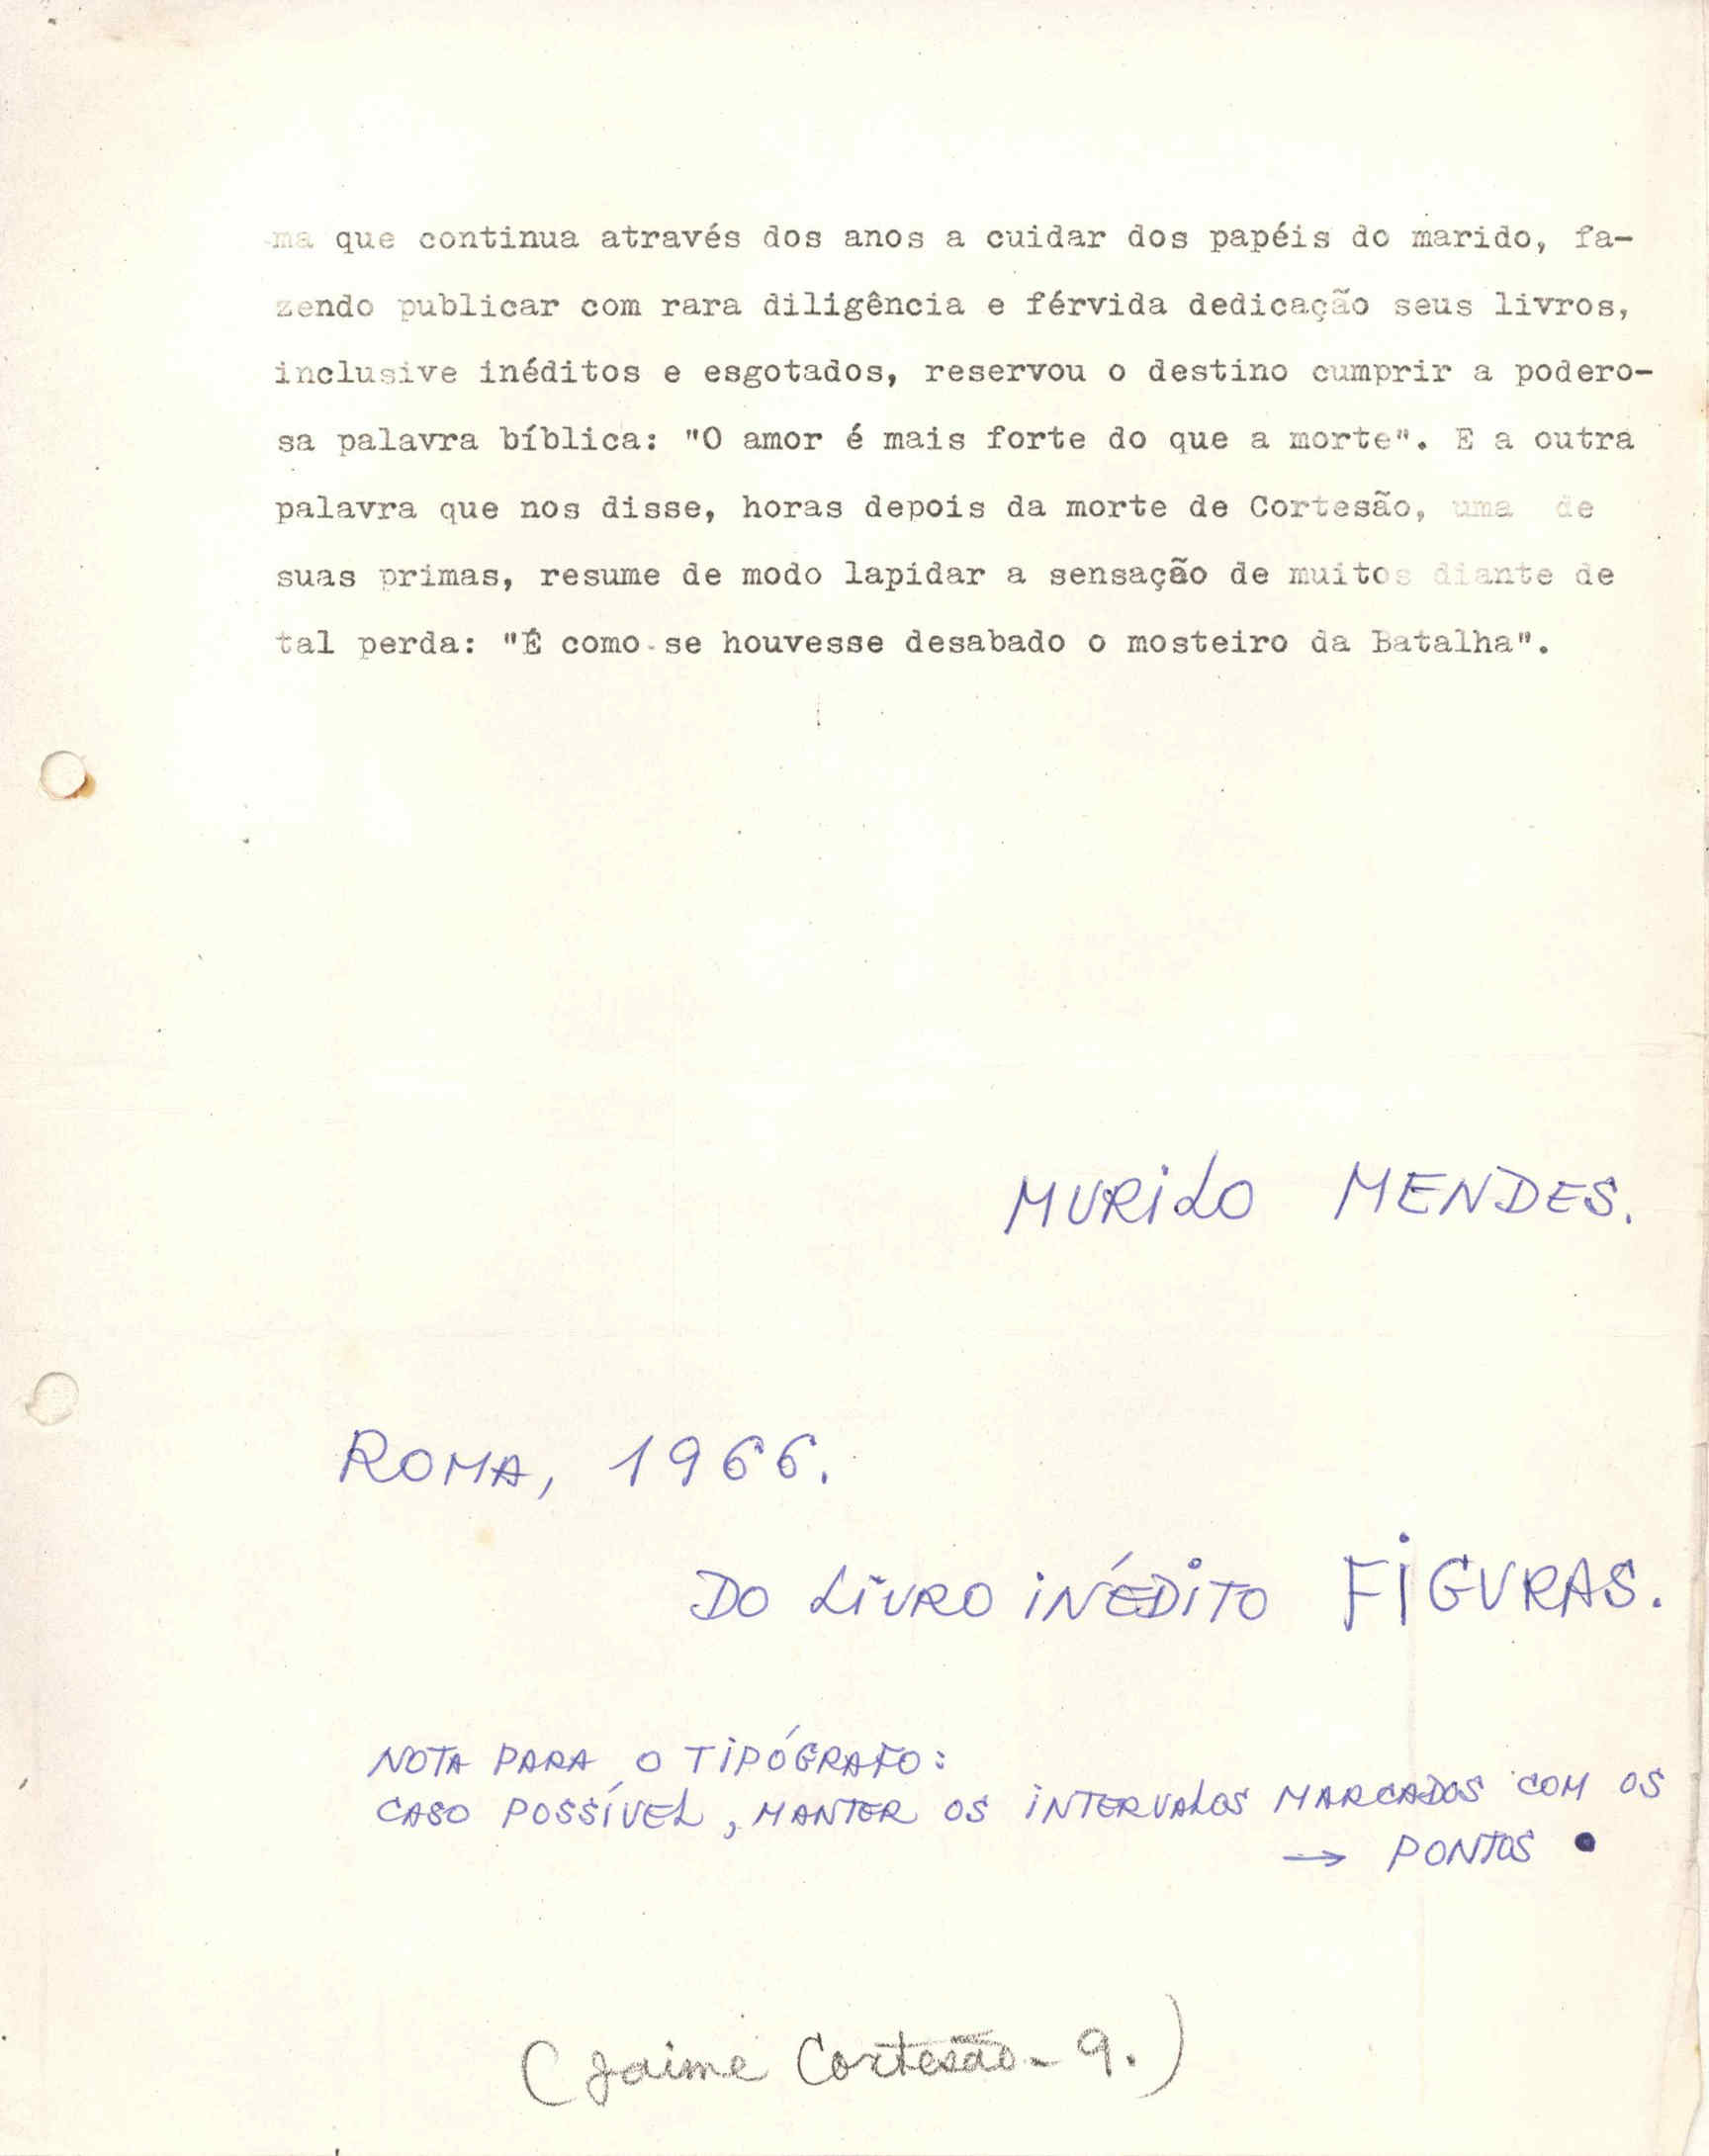 ma que continua através dos anos a cuidar dos papéis do marido, fa-
zendo publicar com rara diligência e férvida dedicação seus livros,
inclusive inéditos e esgotados, reservou o destino cumprir a podero-
sa palavra bíblica: "O amor é mais forte do que a morte". E a outra
palavra que nos disse, horas depois da morte de Cortesão, uma de
suas primas, resume de modo lapidar a sensação de muitos diante de
tal perda: "É como se houvesse desabado o mosteiro da Batalha".
MURiLO MENDES.
ROMA, 1966.
DO LiVRO iNÉDiTO FiGURAS.
NOTA PARA O TiPÓGRAFO:
CASO POSSÍVEL, MANTER OS iNTERVALOS MARCADOS COM OS
→ PONTOS •
(Jaime Cortesão - 9.)